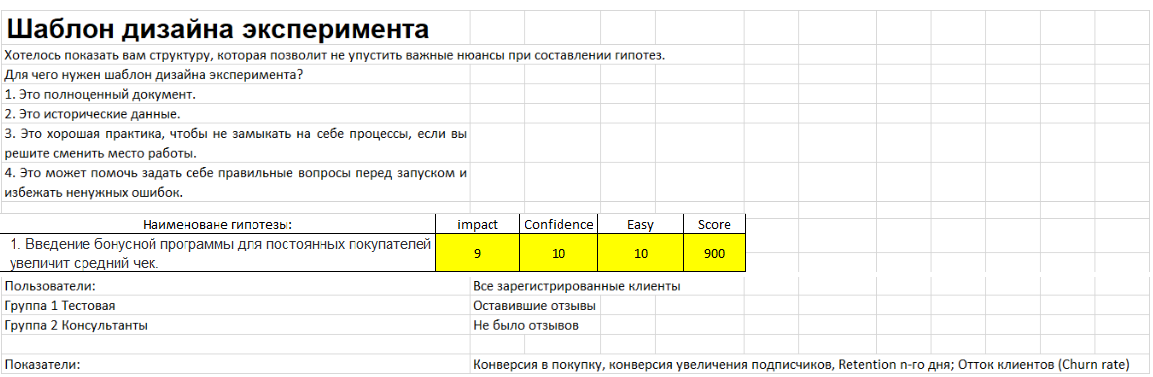 Шаблон дизайна эксперимента
Хотелось показать вам структуру, которая позволит не упустить важные нюансы при составлении гипотез.
Для чего нужен шаблон дизайна эксперимента?
1. Это полноценный документ.
2. Это исторические данные.
3. Это хорошая практика, чтобы не замыкать на себе процессы, если вы
решите сменить место работы.
4. Это может помочь задать себе правильные вопросы перед запуском и
избежать ненужных ошибок.
Наименоване гипотезы: impact Confidence Easy Score
1. Введение бонусной программы для постоянных покупателей
увеличит средний чек. 9 10 10 900
Пользователи: Все зарегистрированные клиенты
Группа 1 Тестовая Оставившие отзывы
Группа 2 Консультанты Не было отзывов
Показатели: Конверсия в покупку, конверсия увеличения подписчиков, Retention n-го дня; Отток клиентов (Churn rate)